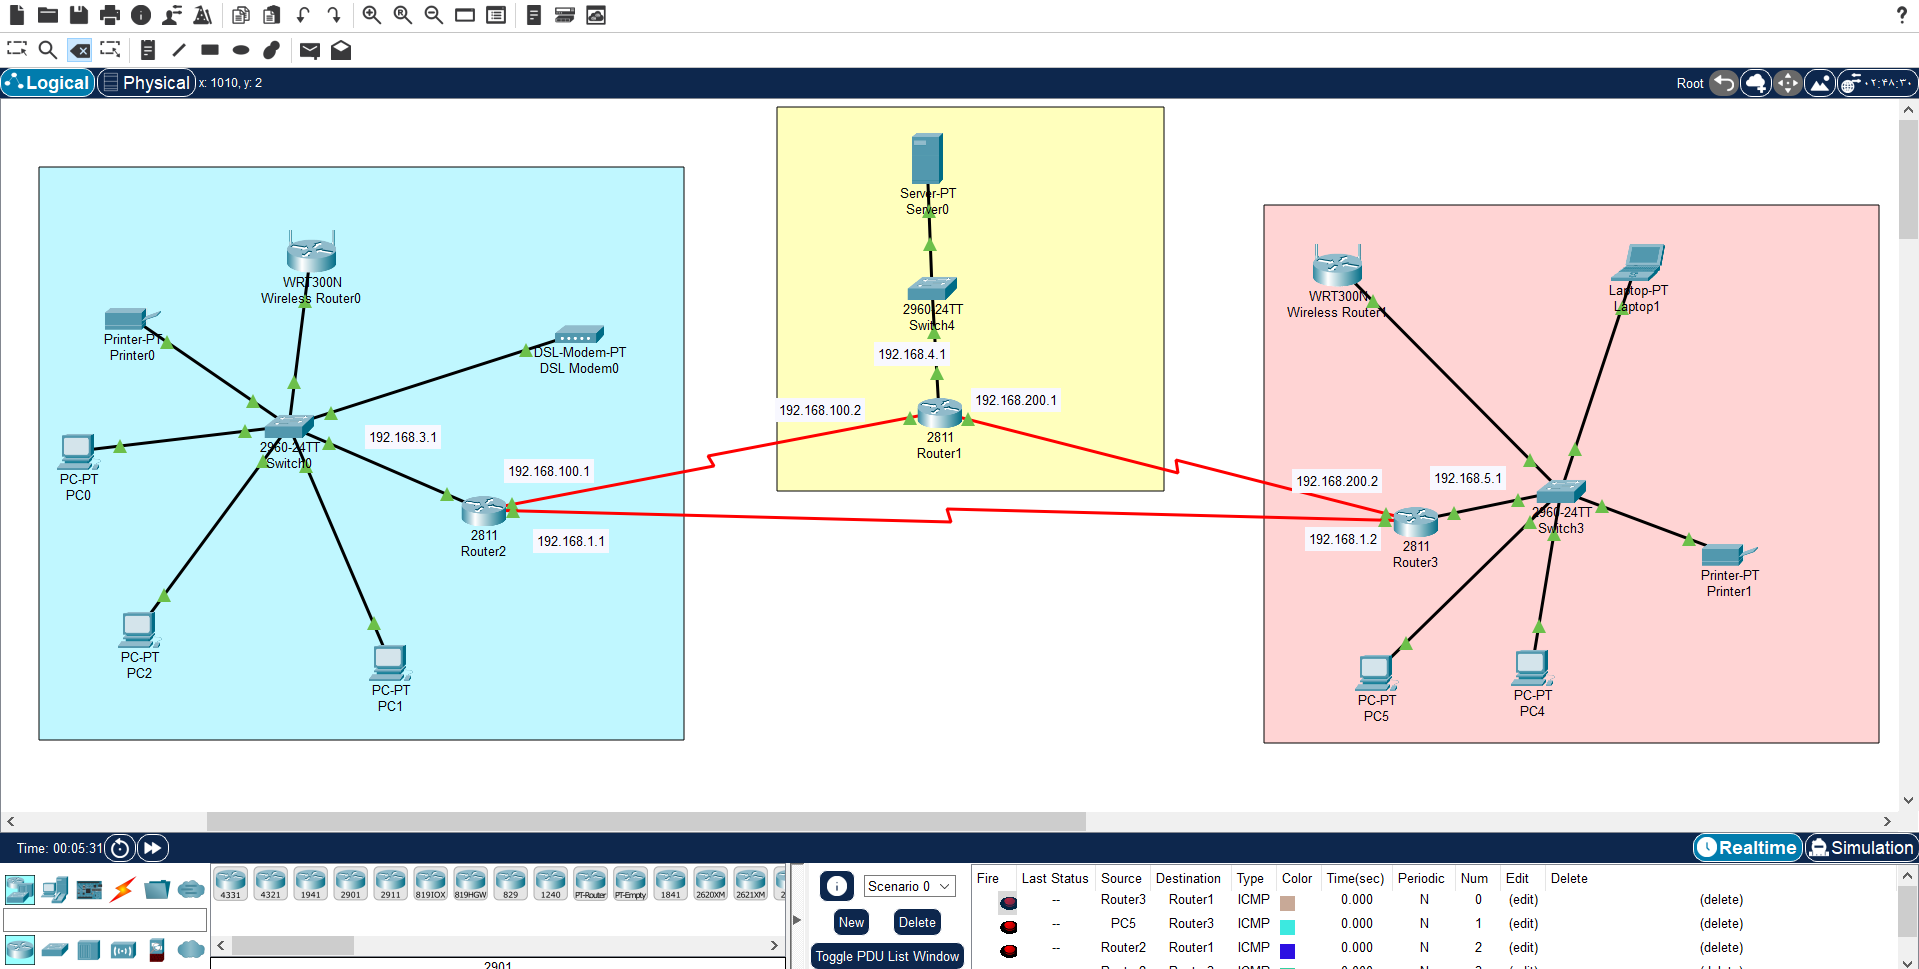 ?
Logical
Physical
x: 1010, y: 2
Root
۰۲:۴۸:۳۰
Server-PT
Server0
WRT300N
Wireless Router0
WRT300N
Wireless Router1
Laptop-PT
Laptop1
2960-24TT
Switch4
Printer-PT
Printer0
DSL-Modem-PT
DSL Modem0
192.168.4.1
192.168.100.2
192.168.200.1
2811
Router1
192.168.3.1
2960-24TT
Switch0
PC-PT
PC0
192.168.100.1
192.168.200.2
192.168.5.1
2960-24TT
Switch3
2811
Router2
192.168.1.1
192.168.1.2
2811
Router3
Printer-PT
Printer1
PC-PT
PC2
PC-PT
PC1
PC-PT
PC5
PC-PT
PC4
Time: 00:05:31
Realtime
Simulation
4331
4321
1941
2901
2911
819IOX
819HGW
829
1240
PT-Router
PT-Empty
1841
2620XM
2621XM
2901
Scenario 0
New
Delete
Toggle PDU List Window
Fire Last Status Source Destination Type Color Time(sec) Periodic Num Edit Delete
-- Router3 Router1 ICMP 0.000 N 0 (edit) (delete)
-- PC5 Router3 ICMP 0.000 N 1 (edit) (delete)
-- Router2 Router1 ICMP 0.000 N 2 (edit) (delete)